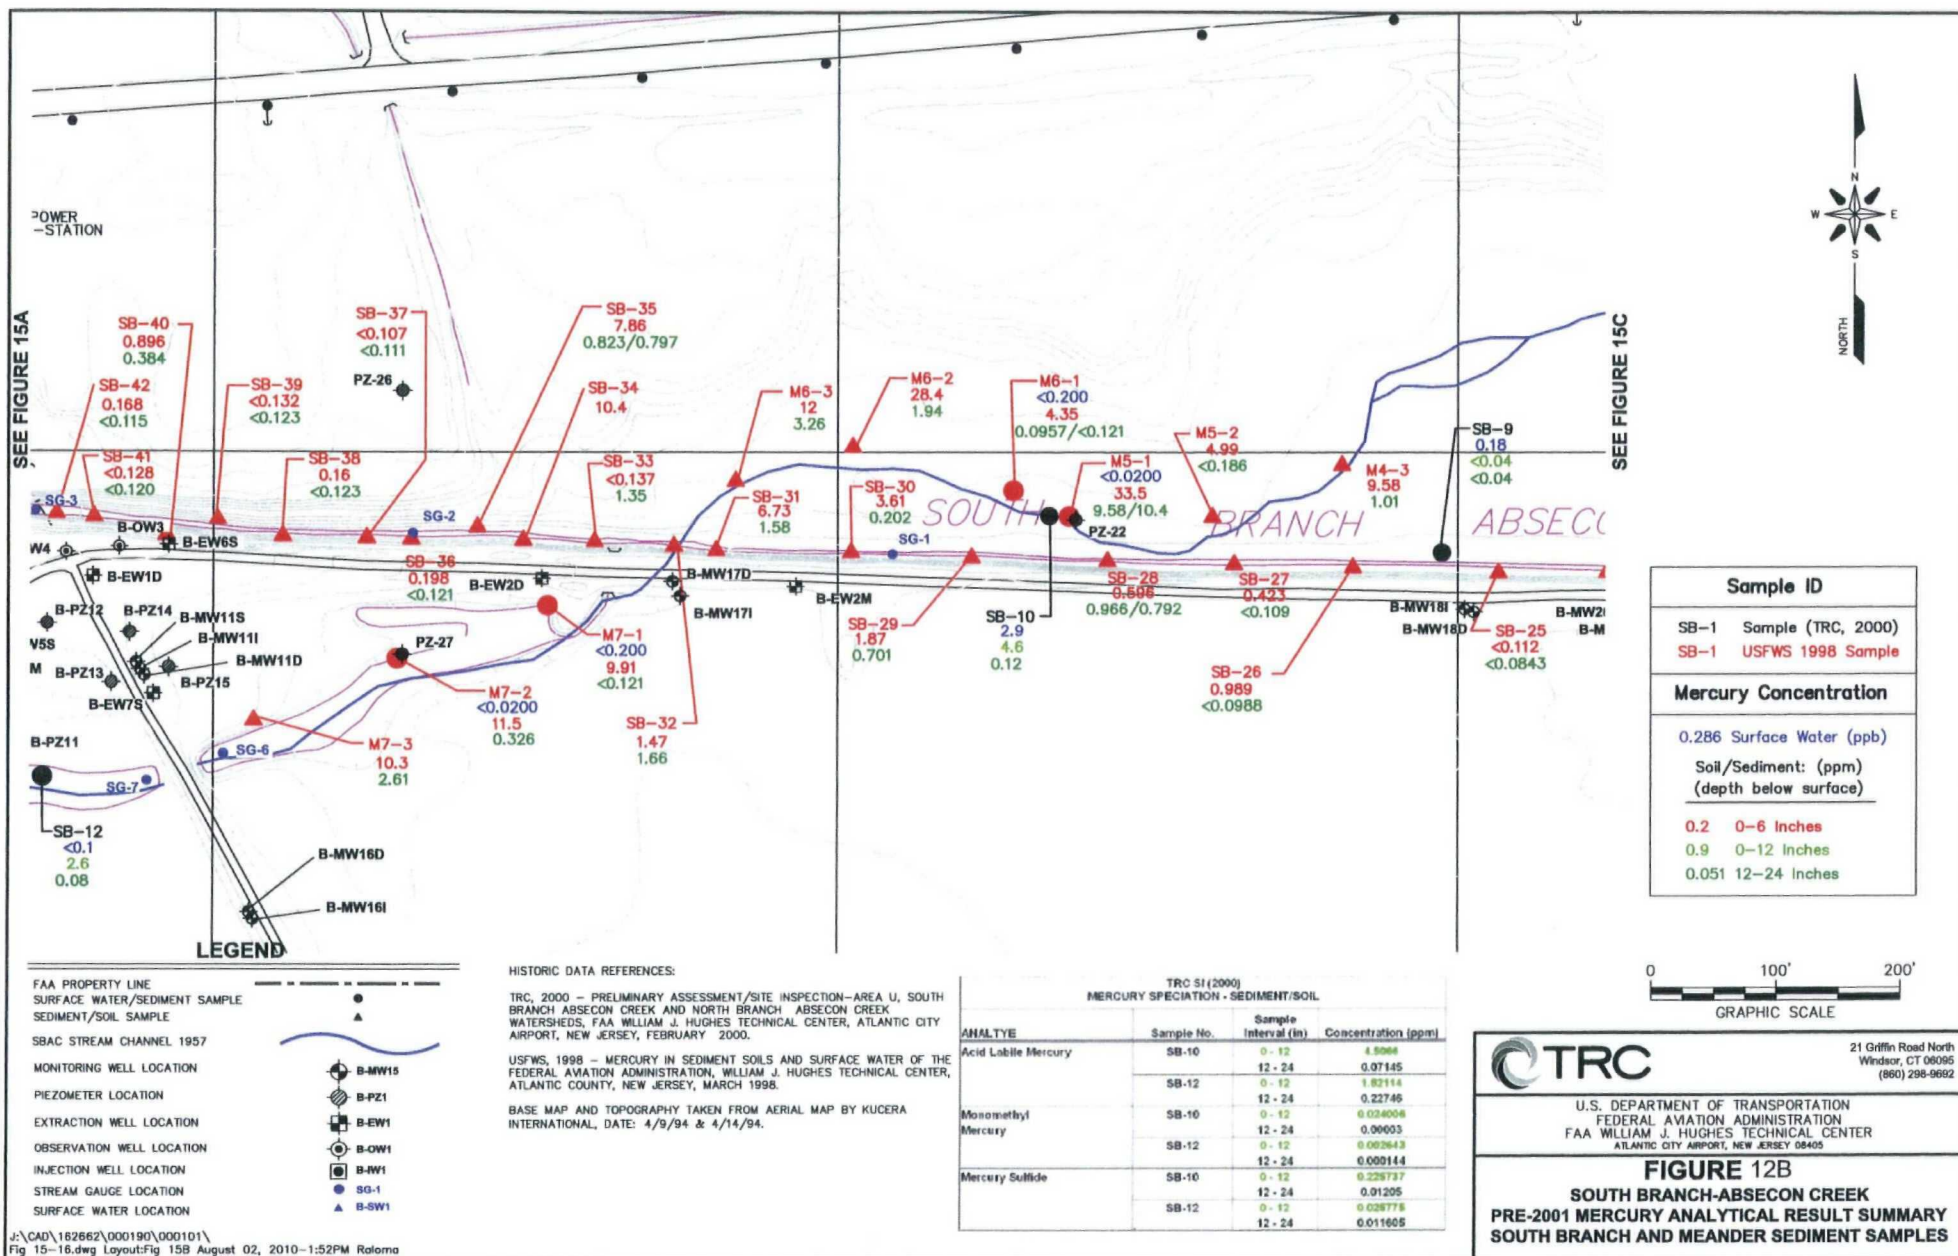 POWER
-STATION
SEE FIGURE 15A
SB-40
0.896
0.384
SB-42
0.168
<0.115
SB-41
<0.128
<0.120
SB-39
<0.132
<0.123
SB-37
<0.107
<0.111
PZ-26
SB-38
0.16
<0.123
SB-35
7.86
0.823/0.797
SB-34
10.4
SB-33
<0.137
1.35
M6-3
12
3.26
M6-2
28.4
1.94
M6-1
<0.200
4.35
0.0957/<0.121
M5-2
4.99
<0.186
M5-1
<0.0200
33.5
9.58/10.4
PZ-22
M4-3
9.58
1.01
SB-9
0.18
<0.04
<0.04
SEE FIGURE 15C
SG-3
SG-2
SB-31
6.73
1.58
SB-30
3.61
0.202
SG-1
SOUTH BRANCH ABSEC
B-OW3
B-EW6S
W4
B-EW1D
SB-36
0.198
<0.121
B-EW2D
B-MW17D
B-MW17I
B-EW2M
SB-28
0.596
0.966/0.792
SB-27
0.423
<0.109
SB-29
1.87
0.701
SB-10
2.9
4.6
0.12
SB-26
0.989
<0.0988
B-MW18I
B-MW18D
SB-25
<0.112
<0.0843
B-PZ12
B-PZ14
B-MW11S
B-MW11I
B-MW11D
V5S
M
B-PZ13
B-PZ15
B-EW7S
PZ-27
M7-1
<0.200
9.91
<0.121
M7-2
<0.0200
11.5
0.326
SB-32
1.47
1.66
M7-3
10.3
2.61
SG-6
B-PZ11
SG-7
SB-12
<0.1
2.6
0.08
B-MW16D
B-MW16I
N
W E
S
NORTH
Sample ID
SB-1 Sample (TRC, 2000)
SB-1 USFWS 1998 Sample
Mercury Concentration
0.286 Surface Water (ppb)
Soil/Sediment: (ppm)
(depth below surface)
0.2 0-6 Inches
0.9 0-12 Inches
0.051 12-24 Inches
0 100' 200'
GRAPHIC SCALE
LEGEND
FAA PROPERTY LINE
SURFACE WATER/SEDIMENT SAMPLE
SEDIMENT/SOIL SAMPLE
SBAC STREAM CHANNEL 1957
MONITORING WELL LOCATION B-MW15
PIEZOMETER LOCATION B-PZ1
EXTRACTION WELL LOCATION B-EW1
OBSERVATION WELL LOCATION B-OW1
INJECTION WELL LOCATION B-IW1
STREAM GAUGE LOCATION SG-1
SURFACE WATER LOCATION B-SW1
J:\CAD\162662\000190\000101\
Fig 15-16.dwg Layout:Fig 15B August 02, 2010-1:52PM Raloma
HISTORIC DATA REFERENCES:
TRC, 2000 - PRELIMINARY ASSESSMENT/SITE INSPECTION-AREA U, SOUTH
BRANCH ABSECON CREEK AND NORTH BRANCH ABSECON CREEK
WATERSHEDS, FAA WILLIAM J. HUGHES TECHNICAL CENTER, ATLANTIC CITY
AIRPORT, NEW JERSEY, FEBRUARY 2000.
USFWS, 1998 - MERCURY IN SEDIMENT SOILS AND SURFACE WATER OF THE
FEDERAL AVIATION ADMINISTRATION, WILLIAM J. HUGHES TECHNICAL CENTER,
ATLANTIC COUNTY, NEW JERSEY, MARCH 1998.
BASE MAP AND TOPOGRAPHY TAKEN FROM AERIAL MAP BY KUCERA
INTERNATIONAL, DATE: 4/9/94 & 4/14/94.
TRC SI (2000)
MERCURY SPECIATION - SEDIMENT/SOIL
ANALTYE Sample No. Sample Interval (in) Concentration (ppm)
Acid Labile Mercury SB-10 0 - 12
12 - 24 0.07145
SB-12 0 - 12 1.82114
12 - 24 0.22746
Monomethyl Mercury SB-10 0 - 12 0.024006
12 - 24 0.00003
SB-12 0 - 12 0.002643
12 - 24 0.000144
Mercury Sulfide SB-10 0 - 12 0.225737
12 - 24 0.01205
SB-12 0 - 12 0.028775
12 - 24 0.011605
TRC
21 Griffin Road North
Windsor, CT 06095
(860) 298-9692
U.S. DEPARTMENT OF TRANSPORTATION
FEDERAL AVIATION ADMINISTRATION
FAA WILLIAM J. HUGHES TECHNICAL CENTER
ATLANTIC CITY AIRPORT, NEW JERSEY 08405
FIGURE 12B
SOUTH BRANCH-ABSECON CREEK
PRE-2001 MERCURY ANALYTICAL RESULT SUMMARY
SOUTH BRANCH AND MEANDER SEDIMENT SAMPLES